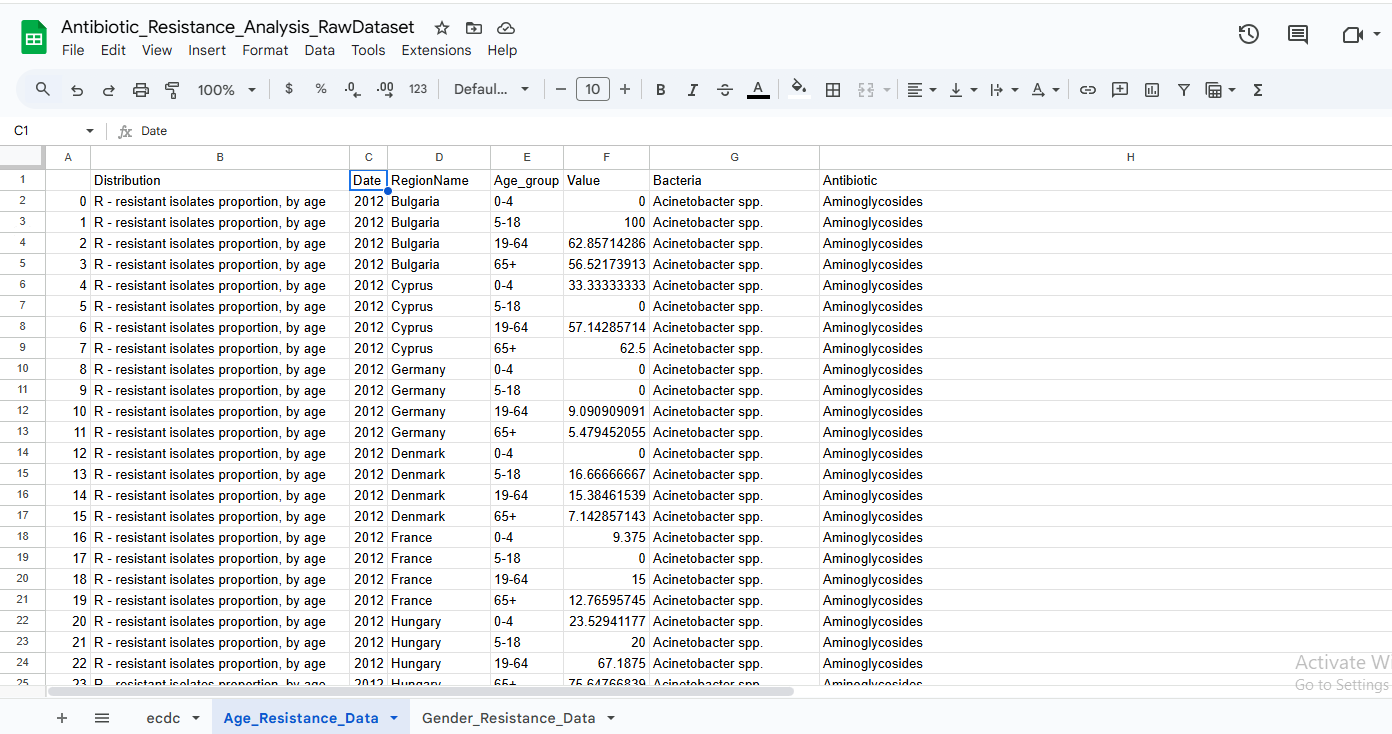 Antibiotic_Resistance_Analysis_RawDataset
File Edit View Insert Format Data Tools Extensions Help
100% $ % .0 .00 123 Defaul... 10 B I A A Σ
C1 fx Date
A B C D E F G H
1 Distribution Date RegionName Age_group Value Bacteria Antibiotic
2 0 R - resistant isolates proportion, by age 2012 Bulgaria 0-4 0 Acinetobacter spp. Aminoglycosides
3 1 R - resistant isolates proportion, by age 2012 Bulgaria 5-18 100 Acinetobacter spp. Aminoglycosides
4 2 R - resistant isolates proportion, by age 2012 Bulgaria 19-64 62.85714286 Acinetobacter spp. Aminoglycosides
5 3 R - resistant isolates proportion, by age 2012 Bulgaria 65+ 56.52173913 Acinetobacter spp. Aminoglycosides
6 4 R - resistant isolates proportion, by age 2012 Cyprus 0-4 33.33333333 Acinetobacter spp. Aminoglycosides
7 5 R - resistant isolates proportion, by age 2012 Cyprus 5-18 0 Acinetobacter spp. Aminoglycosides
8 6 R - resistant isolates proportion, by age 2012 Cyprus 19-64 57.14285714 Acinetobacter spp. Aminoglycosides
9 7 R - resistant isolates proportion, by age 2012 Cyprus 65+ 62.5 Acinetobacter spp. Aminoglycosides
10 8 R - resistant isolates proportion, by age 2012 Germany 0-4 0 Acinetobacter spp. Aminoglycosides
11 9 R - resistant isolates proportion, by age 2012 Germany 5-18 0 Acinetobacter spp. Aminoglycosides
12 10 R - resistant isolates proportion, by age 2012 Germany 19-64 9.090909091 Acinetobacter spp. Aminoglycosides
13 11 R - resistant isolates proportion, by age 2012 Germany 65+ 5.479452055 Acinetobacter spp. Aminoglycosides
14 12 R - resistant isolates proportion, by age 2012 Denmark 0-4 0 Acinetobacter spp. Aminoglycosides
15 13 R - resistant isolates proportion, by age 2012 Denmark 5-18 16.66666667 Acinetobacter spp. Aminoglycosides
16 14 R - resistant isolates proportion, by age 2012 Denmark 19-64 15.38461539 Acinetobacter spp. Aminoglycosides
17 15 R - resistant isolates proportion, by age 2012 Denmark 65+ 7.142857143 Acinetobacter spp. Aminoglycosides
18 16 R - resistant isolates proportion, by age 2012 France 0-4 9.375 Acinetobacter spp. Aminoglycosides
19 17 R - resistant isolates proportion, by age 2012 France 5-18 0 Acinetobacter spp. Aminoglycosides
20 18 R - resistant isolates proportion, by age 2012 France 19-64 15 Acinetobacter spp. Aminoglycosides
21 19 R - resistant isolates proportion, by age 2012 France 65+ 12.76595745 Acinetobacter spp. Aminoglycosides
22 20 R - resistant isolates proportion, by age 2012 Hungary 0-4 23.52941177 Acinetobacter spp. Aminoglycosides
23 21 R - resistant isolates proportion, by age 2012 Hungary 5-18 20 Acinetobacter spp. Aminoglycosides
24 22 R - resistant isolates proportion, by age 2012 Hungary 19-64 67.1875 Acinetobacter spp. Aminoglycosides
25 23 R - resistant isolates proportion, by age 2012 Hungary 65+ 75.64766839 Acinetobacter spp. Aminoglycosides
Activate Wi
Go to Settings
ecdc Age_Resistance_Data Gender_Resistance_Data